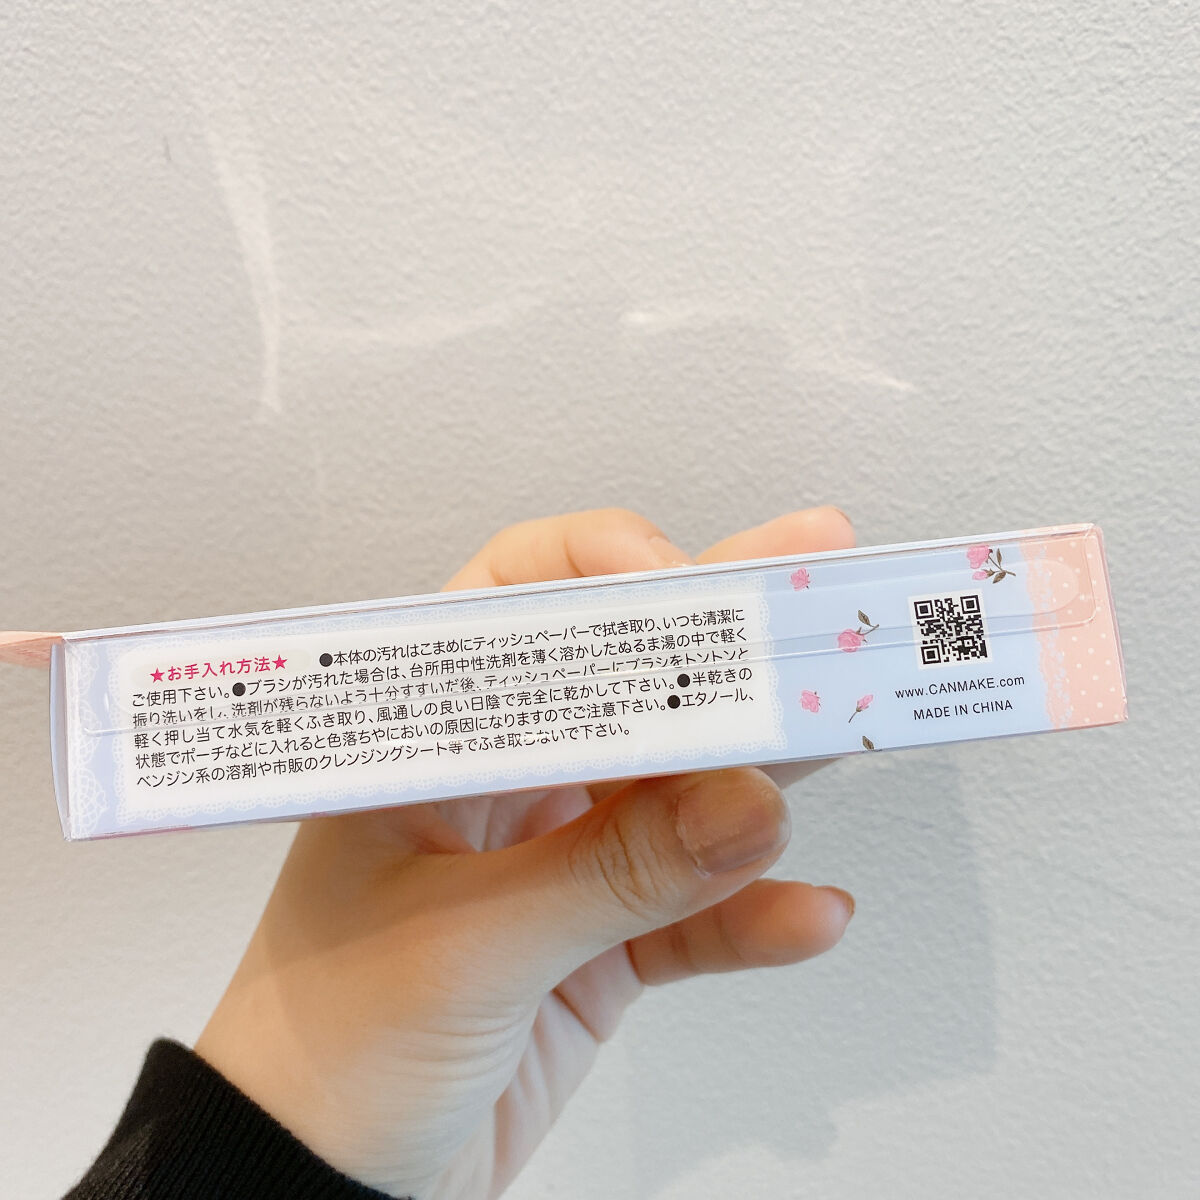 ★お手入れ方法★ ●本体の汚れはこまめにティッシュペーパーで拭き取り、いつも清潔に
ご使用下さい。●ブラシが汚れた場合は、台所用中性洗剤を薄く溶かしたぬるま湯の中で軽く
振り洗いをし、洗剤が残らないよう十分すすいだ後、ティッシュペーパーにブラシをトントンと
軽く押し当て水気を軽くふき取り、風通しの良い日陰で完全に乾かして下さい。●半乾きの
状態でポーチなどに入れると色落ちやにおいの原因になりますのでご注意下さい。●エタノール、
ベンジン系の溶剤や市販のクレンジングシート等でふき取らないで下さい。
www.CANMAKE.com
MADE IN CHINA